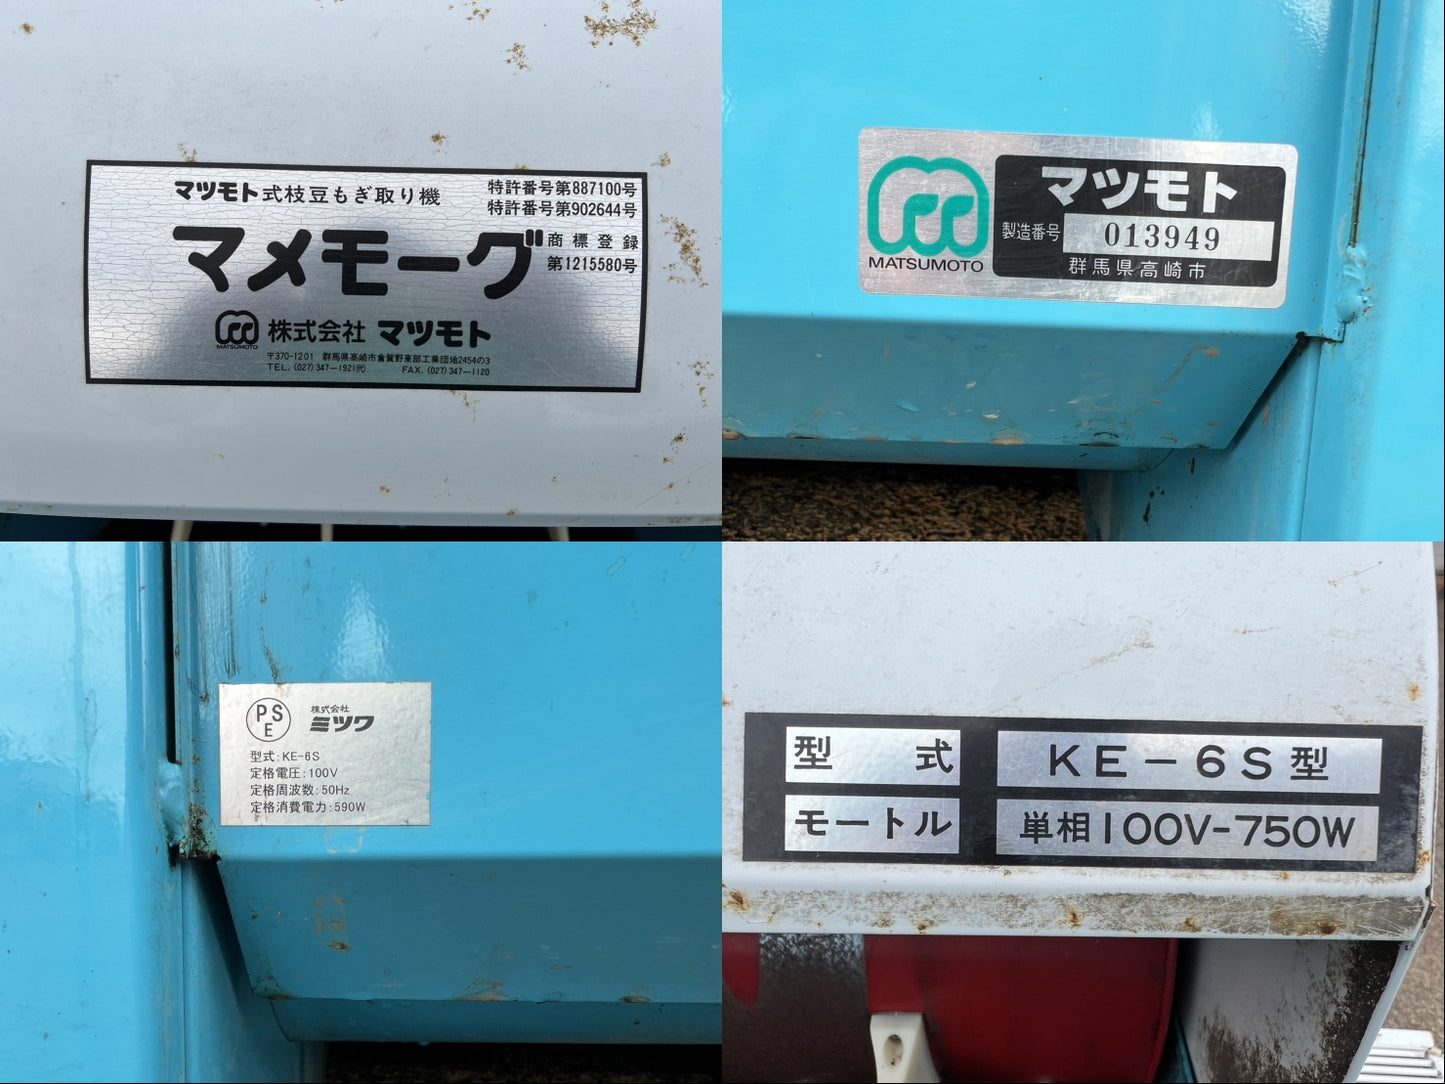 マツモト式枝豆もぎ取り機
特許番号第887100号
特許番号第902644号
マメモーグ
商標登録
第1215580号
MATSUMOTO
株式会社 マツモト
〒370-1201 群馬県高崎市倉賀野東部工業団地2454の3
TEL. (027) 347-1921(代) FAX. (027) 347-1120
MATSUMOTO
マツモト
製造番号 013949
群馬県高崎市
PSE
株式会社
ミツワ
型式:KE-6S
定格電圧:100V
定格周波数:50Hz
定格消費電力:590W
型式 KE-6S型
モートル 単相100V-750W